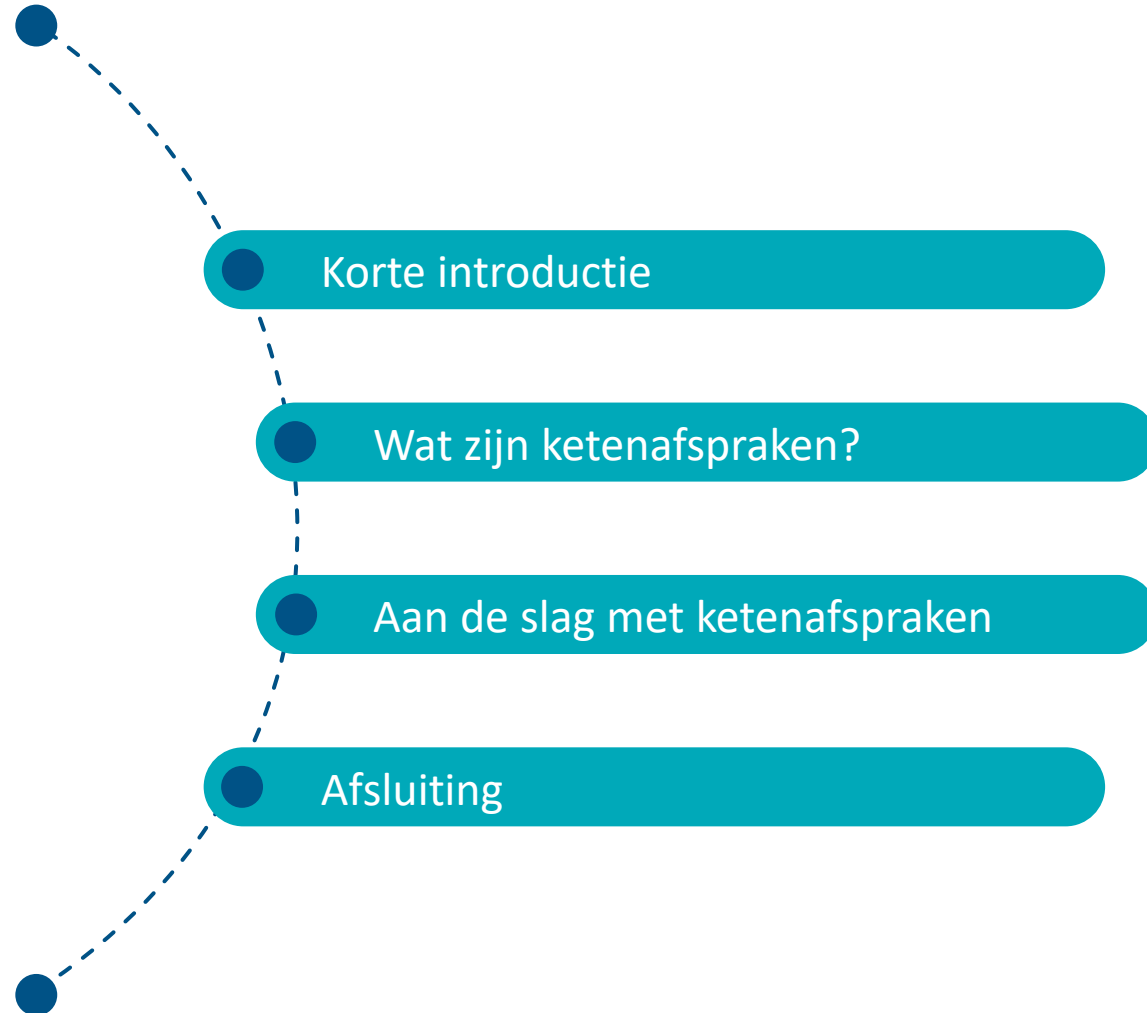 Korte introductie
Wat zijn ketenafspraken?
Aan de slag met ketenafspraken
Afsluiting